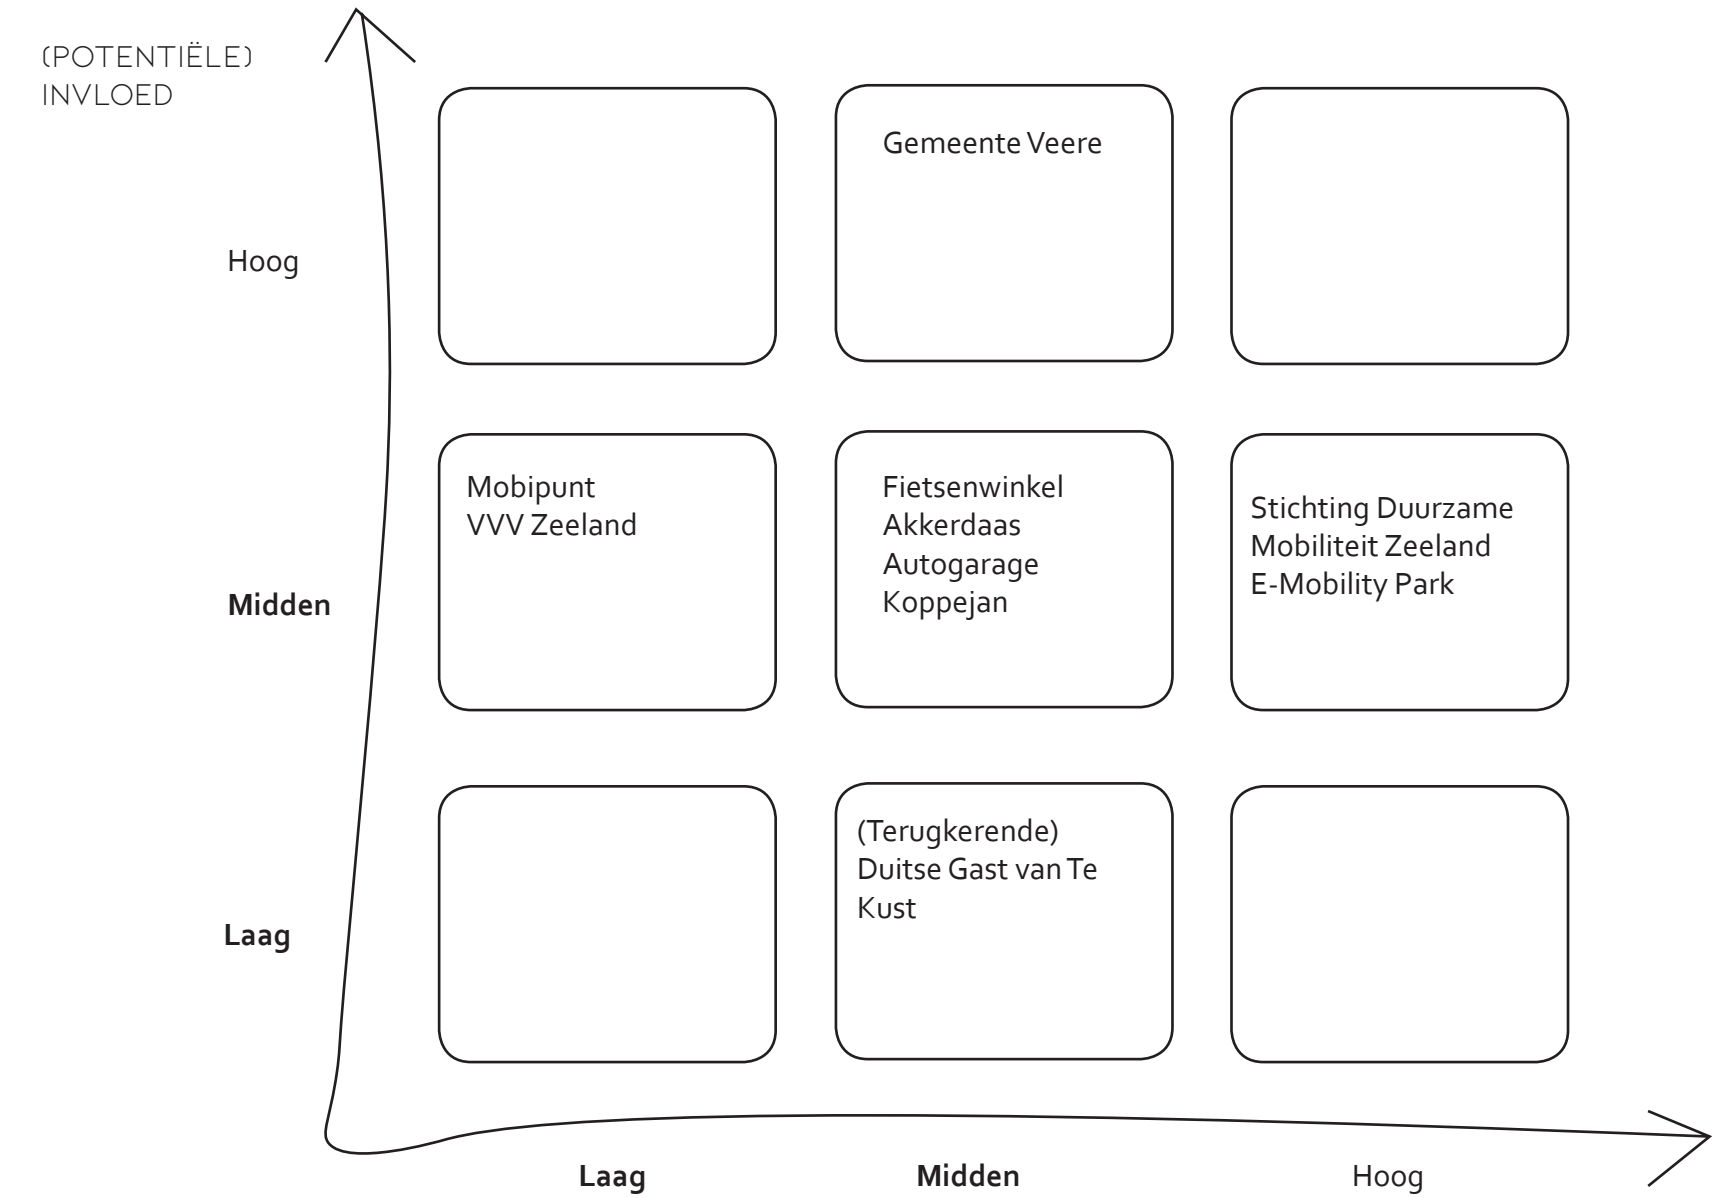 (POTENTIËLE)
INVLOED
Hoog
Gemeente Veere
Midden
Mobipunt
VVV Zeeland
Fietsenwinkel
Akkerdaas
Autogarage
Koppejan
Stichting Duurzame
Mobiliteit Zeeland
E-Mobility Park
Laag
(Terugkerende)
Duitse Gast van Te
Kust
Laag
Midden
Hoog